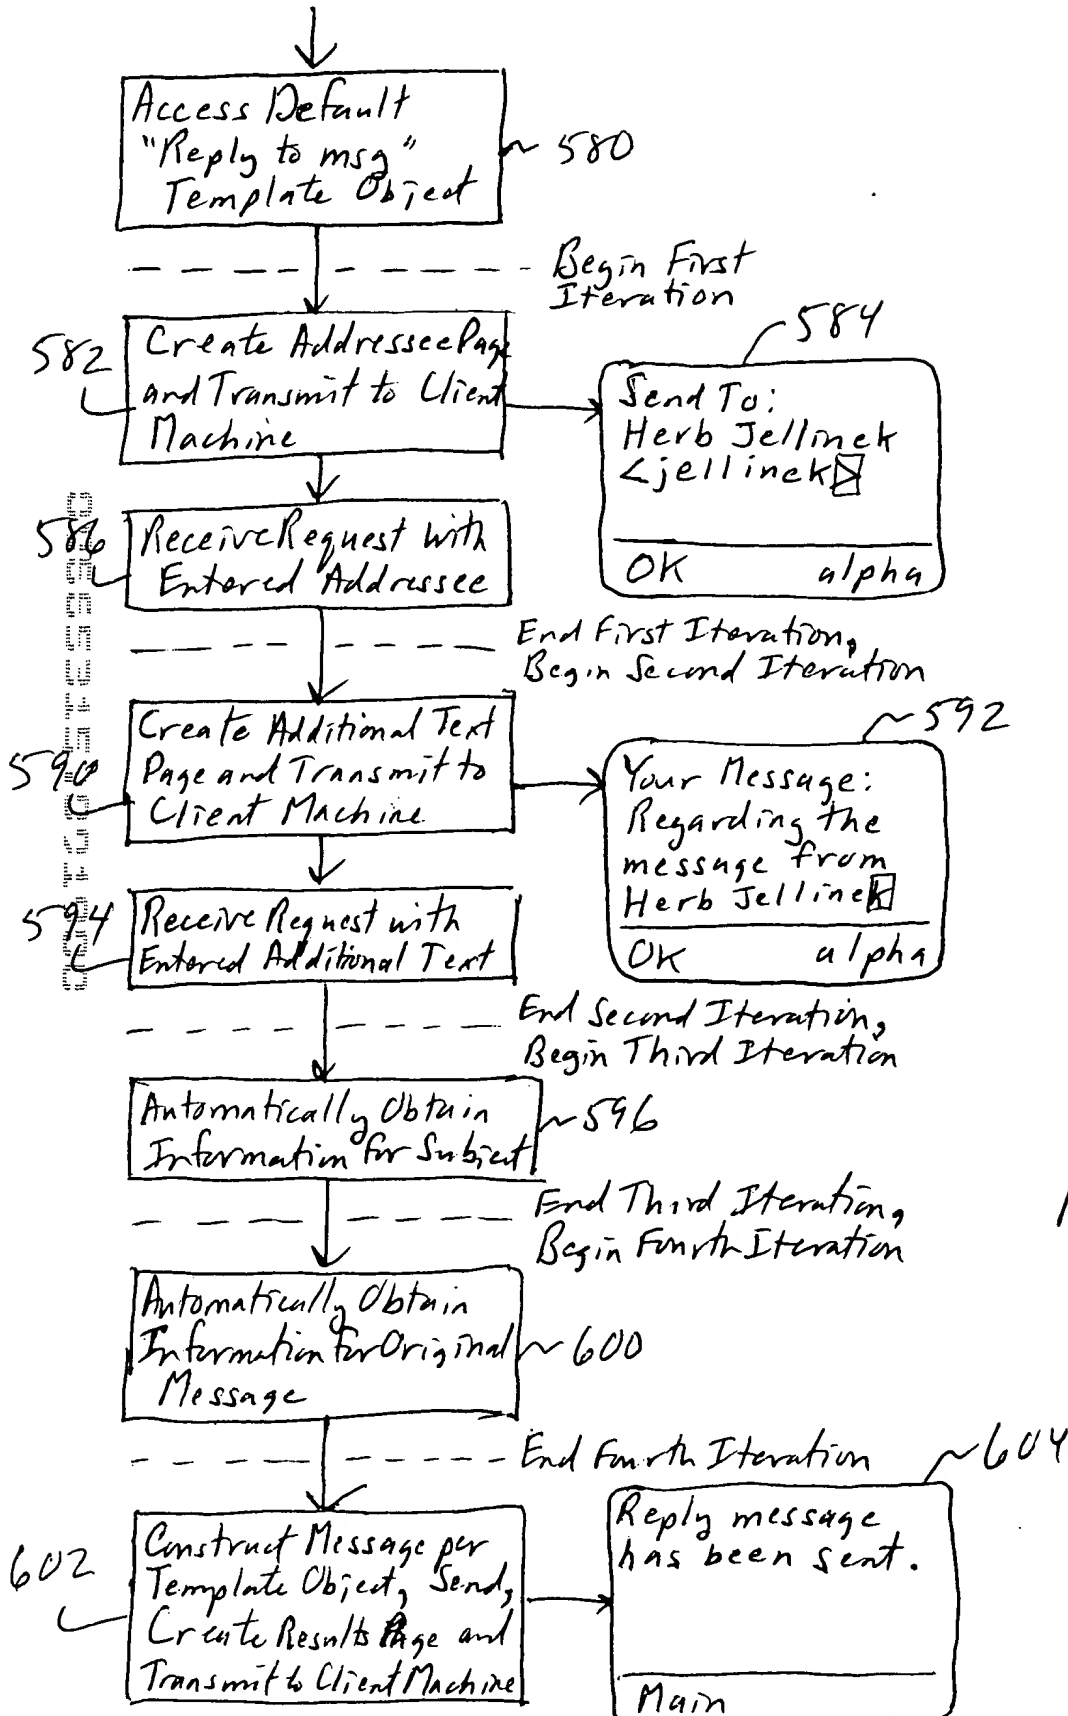 Access Default
"Reply to msg"
Template Object
580
Begin First
Iteration
582
Create Addressee Page
and Transmit to Client
Machine
584
Send To:
Herb Jellinek
<jellinek>
OK alpha
586
Receive Request with
Entered Addressee
End First Iteration,
Begin Second Iteration
590
Create Additional Text
Page and Transmit to
Client Machine
592
Your Message:
Regarding the
message from
Herb Jellinek
OK alpha
594
Receive Request with
Entered Additional Text
End Second Iteration,
Begin Third Iteration
Automatically Obtain
Information for Subject
596
End Third Iteration,
Begin Fourth Iteration
Automatically Obtain
Information for Original
Message
600
End Fourth Iteration
602
Construct Message per
Template Object, Send,
Create Results Page and
Transmit to Client Machine
604
Reply message
has been sent.
Main